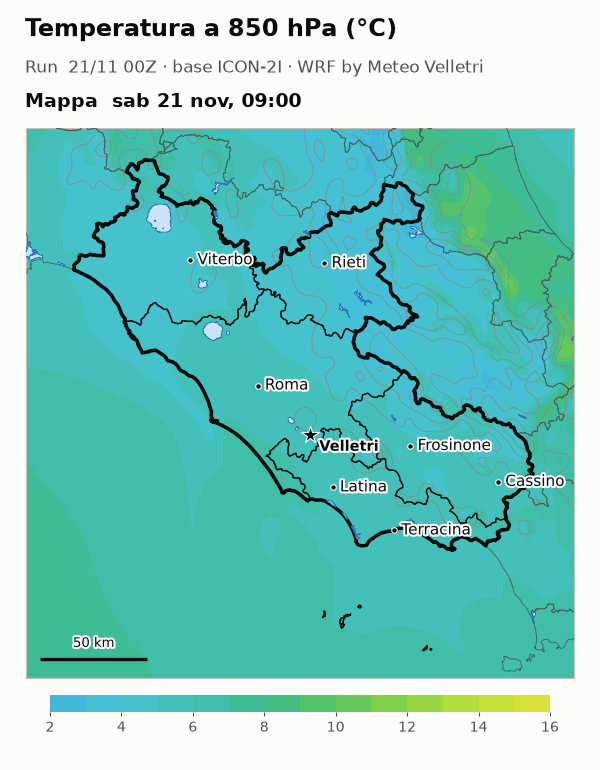 Temperatura a 850 hPa (°C)
Run  21/11 00Z · base ICON-2I · WRF by Meteo Velletri
Mappa  sab 21 nov, 09:00
Viterbo
Rieti
Roma
Velletri
Frosinone
Latina
Cassino
Terracina
50 km
2 4 6 8 10 12 14 16